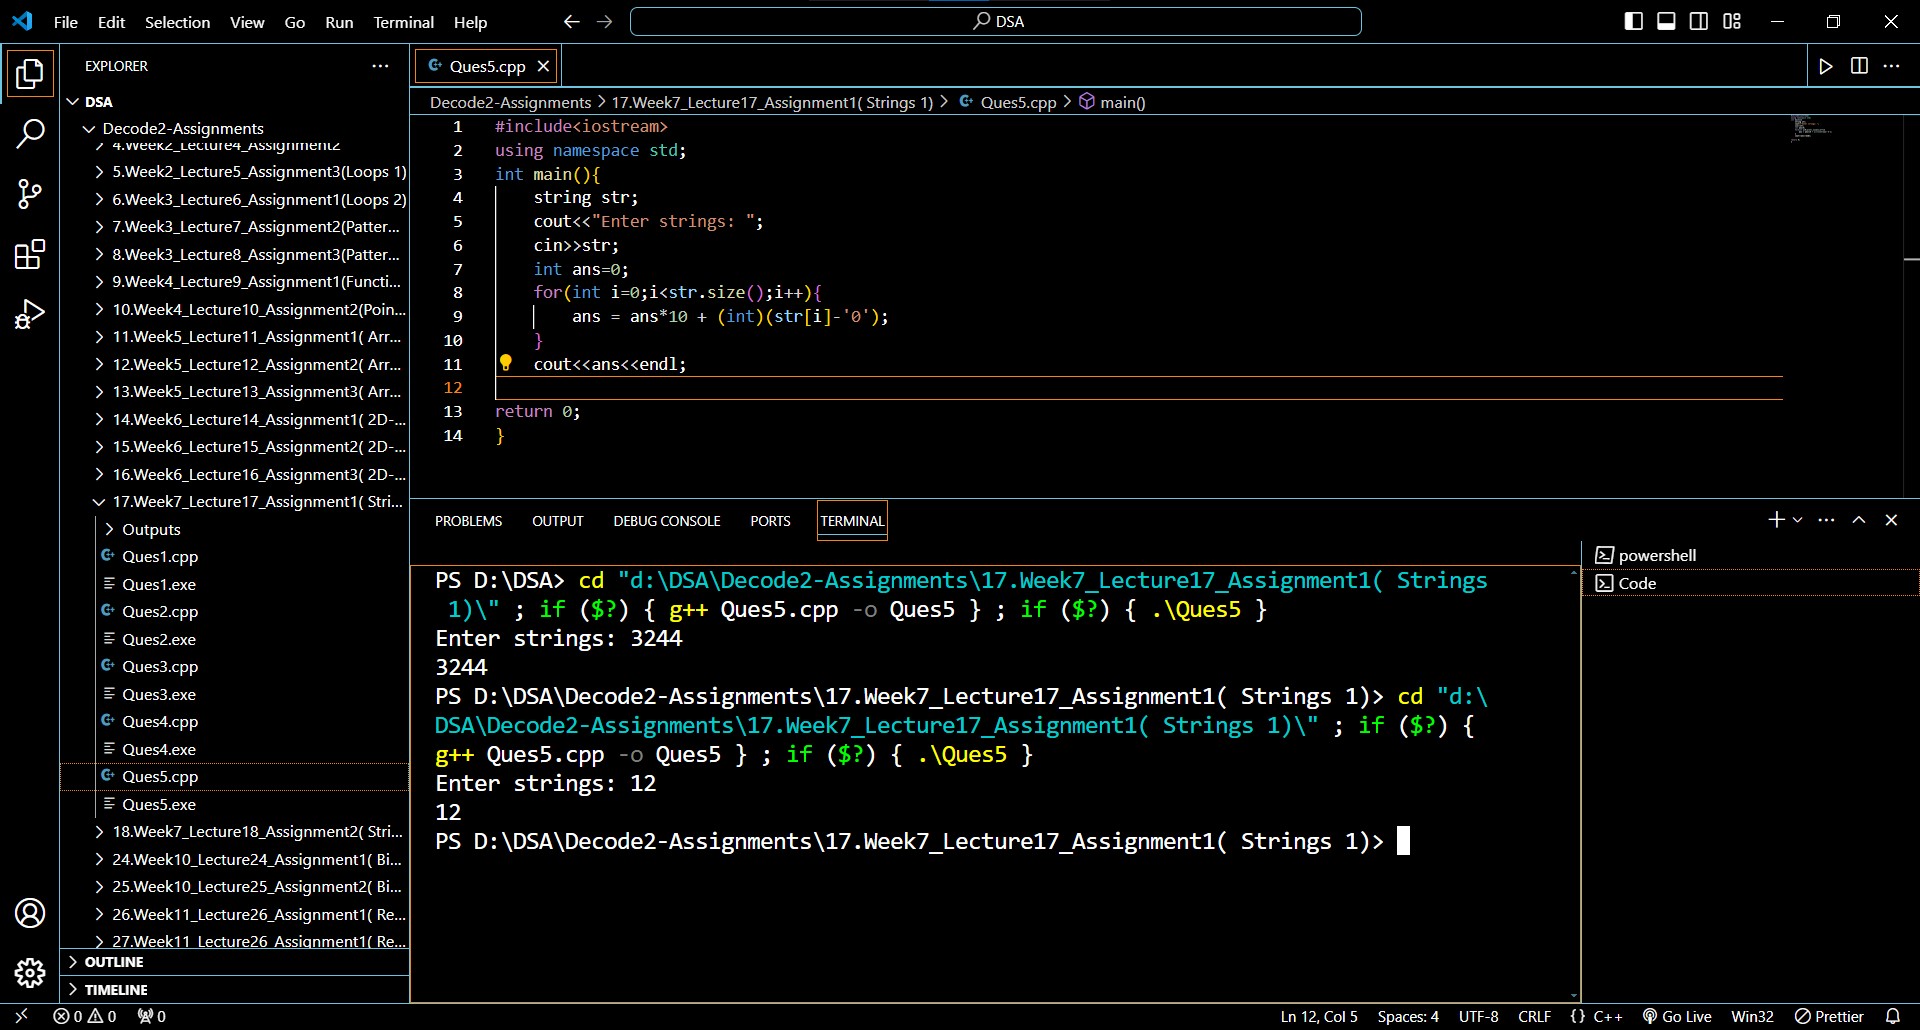 File Edit Selection View Go Run Terminal Help
DSA
EXPLORER
DSA
Decode2-Assignments
4.Week2_Lecture4_Assignment2
5.Week2_Lecture5_Assignment3(Loops 1)
6.Week3_Lecture6_Assignment1(Loops 2)
7.Week3_Lecture7_Assignment2(Patter...
8.Week3_Lecture8_Assignment3(Patter...
9.Week4_Lecture9_Assignment1(Functi...
10.Week4_Lecture10_Assignment2(Poin...
11.Week5_Lecture11_Assignment1( Arr...
12.Week5_Lecture12_Assignment2( Arr...
13.Week5_Lecture13_Assignment3( Arr...
14.Week6_Lecture14_Assignment1( 2D-...
15.Week6_Lecture15_Assignment2( 2D-...
16.Week6_Lecture16_Assignment3( 2D-...
17.Week7_Lecture17_Assignment1( Stri...
Outputs
Ques1.cpp
Ques1.exe
Ques2.cpp
Ques2.exe
Ques3.cpp
Ques3.exe
Ques4.cpp
Ques4.exe
Ques5.cpp
Ques5.exe
18.Week7_Lecture18_Assignment2( Stri...
24.Week10_Lecture24_Assignment1( Bi...
25.Week10_Lecture25_Assignment2( Bi...
26.Week11_Lecture26_Assignment1( Re...
27.Week11_Lecture26_Assignment1( Re...
OUTLINE
TIMELINE
Ques5.cpp
Decode2-Assignments > 17.Week7_Lecture17_Assignment1( Strings 1) > Ques5.cpp > main()
1 #include<iostream>
2 using namespace std;
3 int main(){
4 string str;
5 cout<<"Enter strings: ";
6 cin>>str;
7 int ans=0;
8 for(int i=0;i<str.size();i++){
9 ans = ans*10 + (int)(str[i]-'0');
10 }
11 cout<<ans<<endl;
12
13 return 0;
14 }
PROBLEMS OUTPUT DEBUG CONSOLE PORTS TERMINAL
PS D:\DSA> cd "d:\DSA\Decode2-Assignments\17.Week7_Lecture17_Assignment1( Strings
1)\" ; if ($?) { g++ Ques5.cpp -o Ques5 } ; if ($?) { .\Ques5 }
Enter strings: 3244
3244
PS D:\DSA\Decode2-Assignments\17.Week7_Lecture17_Assignment1( Strings 1)> cd "d:\
DSA\Decode2-Assignments\17.Week7_Lecture17_Assignment1( Strings 1)\" ; if ($?) {
g++ Ques5.cpp -o Ques5 } ; if ($?) { .\Ques5 }
Enter strings: 12
12
PS D:\DSA\Decode2-Assignments\17.Week7_Lecture17_Assignment1( Strings 1)>
powershell
Code
0 0 0
Ln 12, Col 5 Spaces: 4 UTF-8 CRLF {} C++ Go Live Win32 Prettier